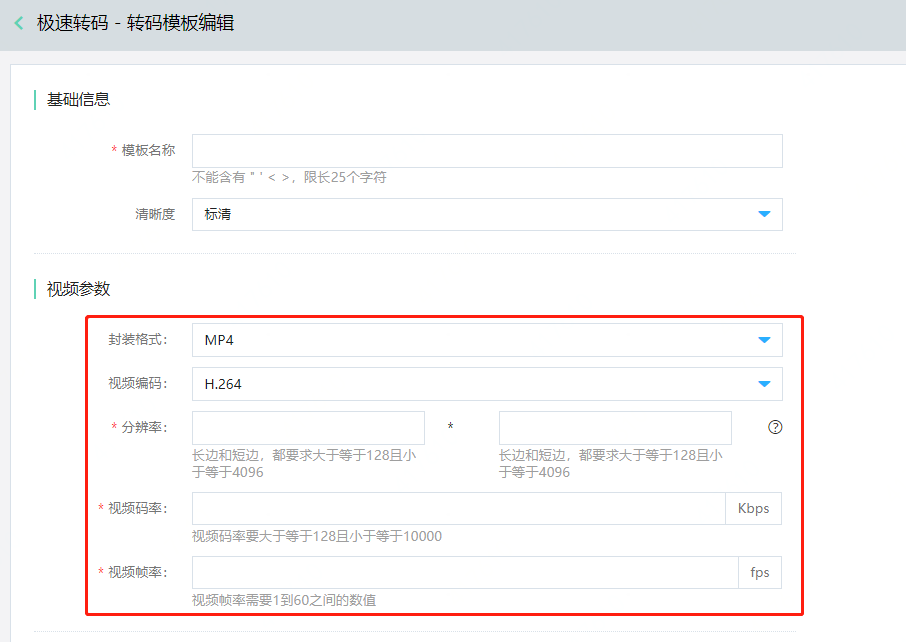 极速转码 - 转码模板编辑
基础信息
* 模板名称
不能含有 " ' < >，限长25个字符
清晰度 标清
视频参数
封装格式： MP4
视频编码： H.264
* 分辨率： *
长边和短边，都要求大于等于128且小
于等于4096
长边和短边，都要求大于等于128且小
于等于4096
* 视频码率： Kbps
视频码率要大于等于128且小于等于10000
* 视频帧率： fps
视频帧率需要1到60之间的数值